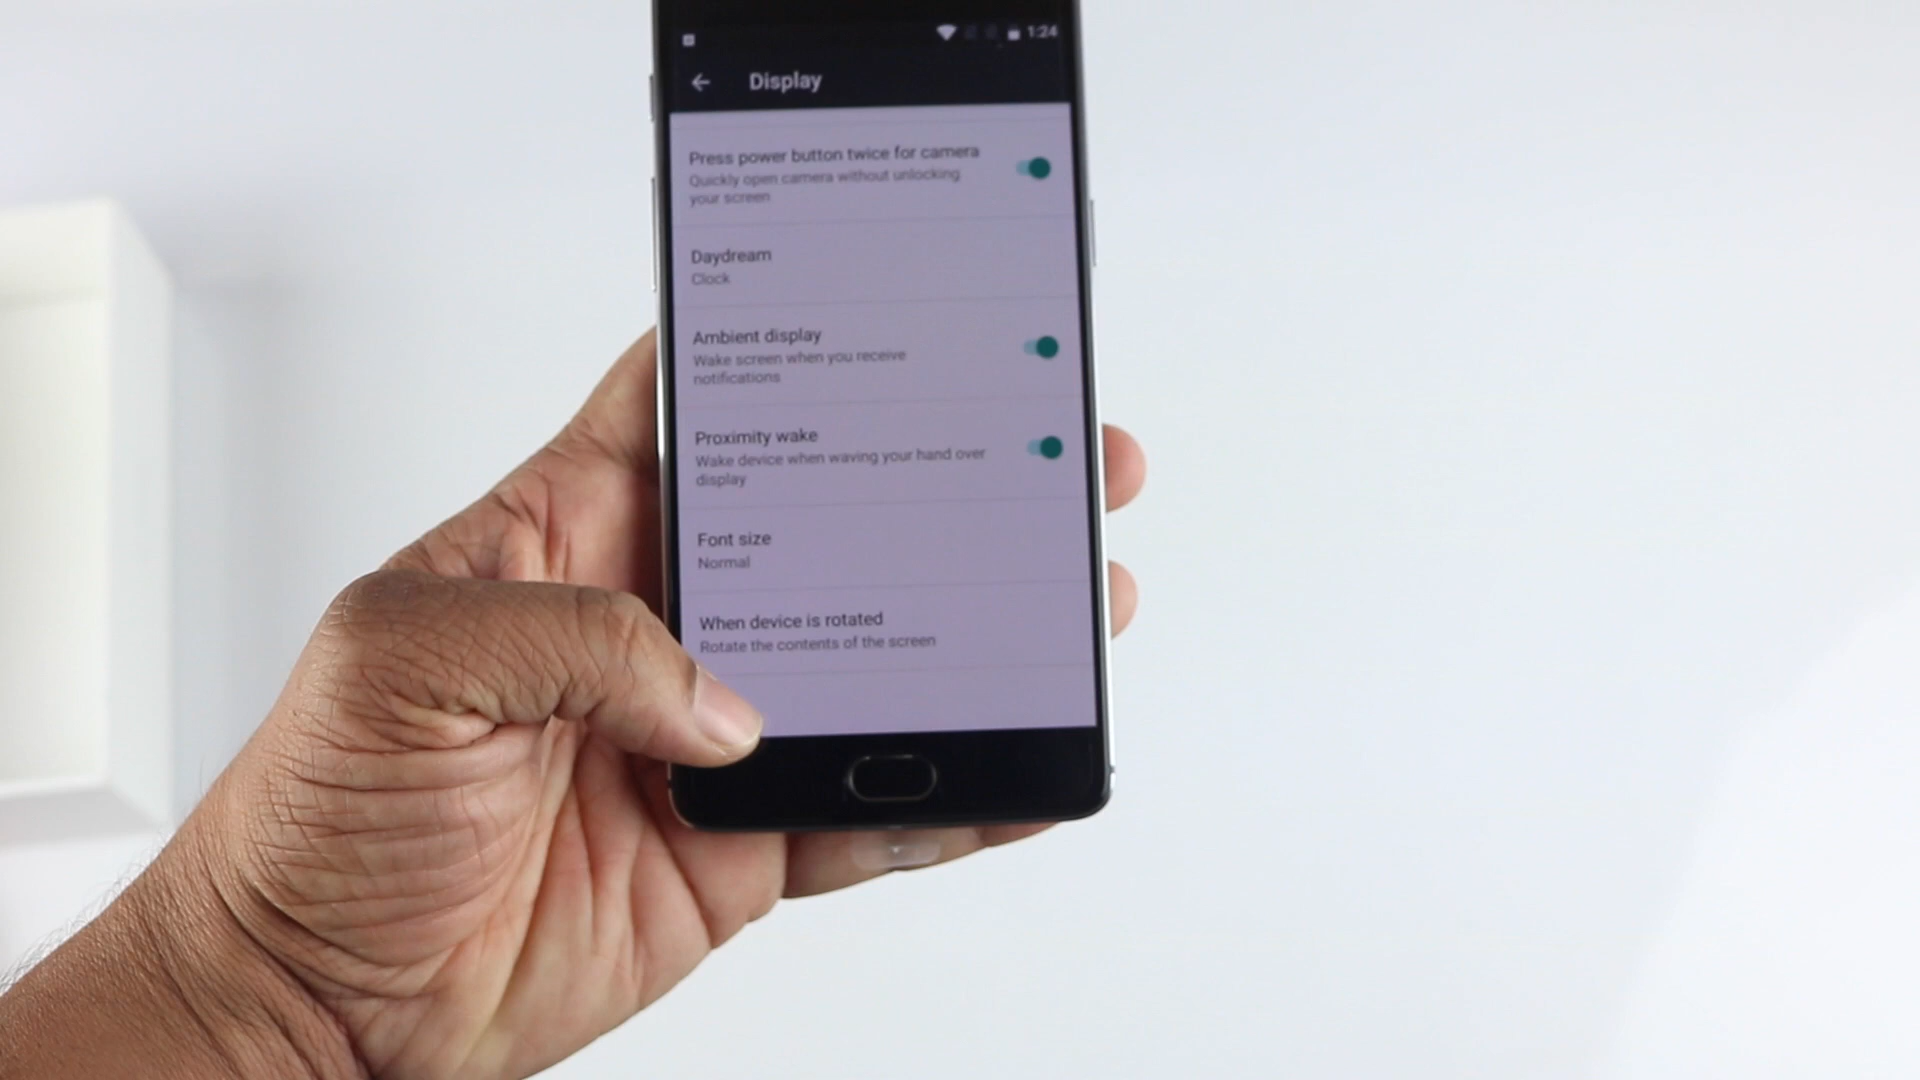 1:24
Display
Press power button twice for camera
Quickly open camera without unlocking
your screen
Daydream
Clock
Ambient display
Wake screen when you receive
notifications
Proximity wake
Wake device when waving your hand over
display
Font size
Normal
When device is rotated
Rotate the contents of the screen